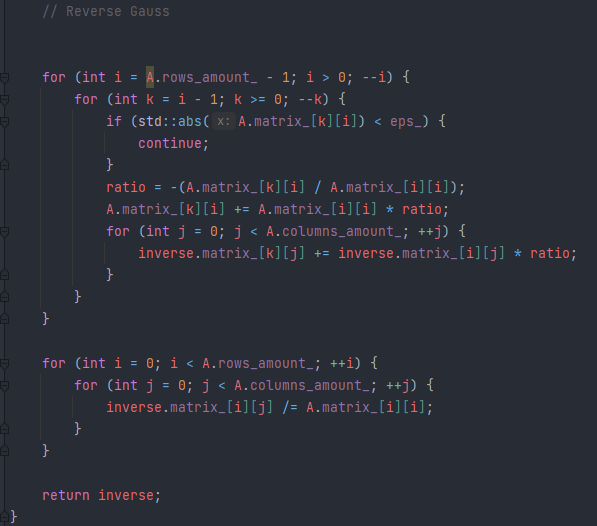 // Reverse Gauss
for (int i = A.rows_amount_ - 1; i > 0; --i) {
for (int k = i - 1; k >= 0; --k) {
if (std::abs( x: A.matrix_[k][i]) < eps_) {
continue;
}
ratio = -(A.matrix_[k][i] / A.matrix_[i][i]);
A.matrix_[k][i] += A.matrix_[i][i] * ratio;
for (int j = 0; j < A.columns_amount_; ++j) {
inverse.matrix_[k][j] += inverse.matrix_[i][j] * ratio;
}
}
}
for (int i = 0; i < A.rows_amount_; ++i) {
for (int j = 0; j < A.columns_amount_; ++j) {
inverse.matrix_[i][j] /= A.matrix_[i][i];
}
}
return inverse;
}